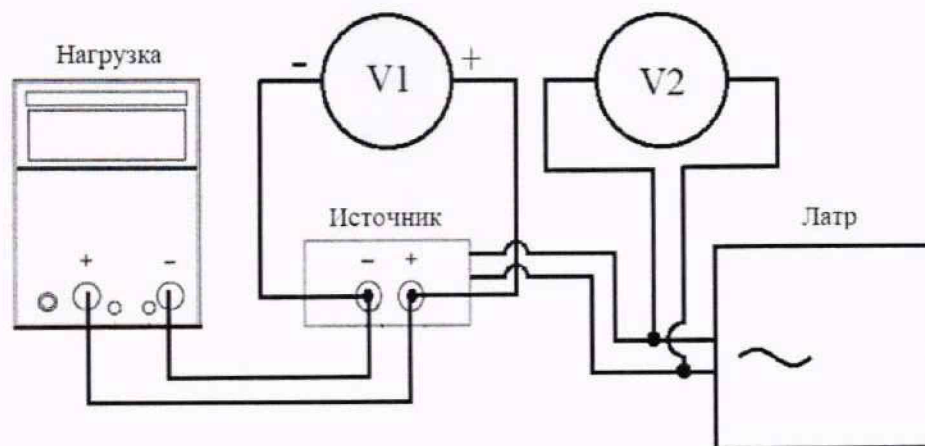 Нагрузка
- V1 +
V2
Источник
Латр
- +
+ -